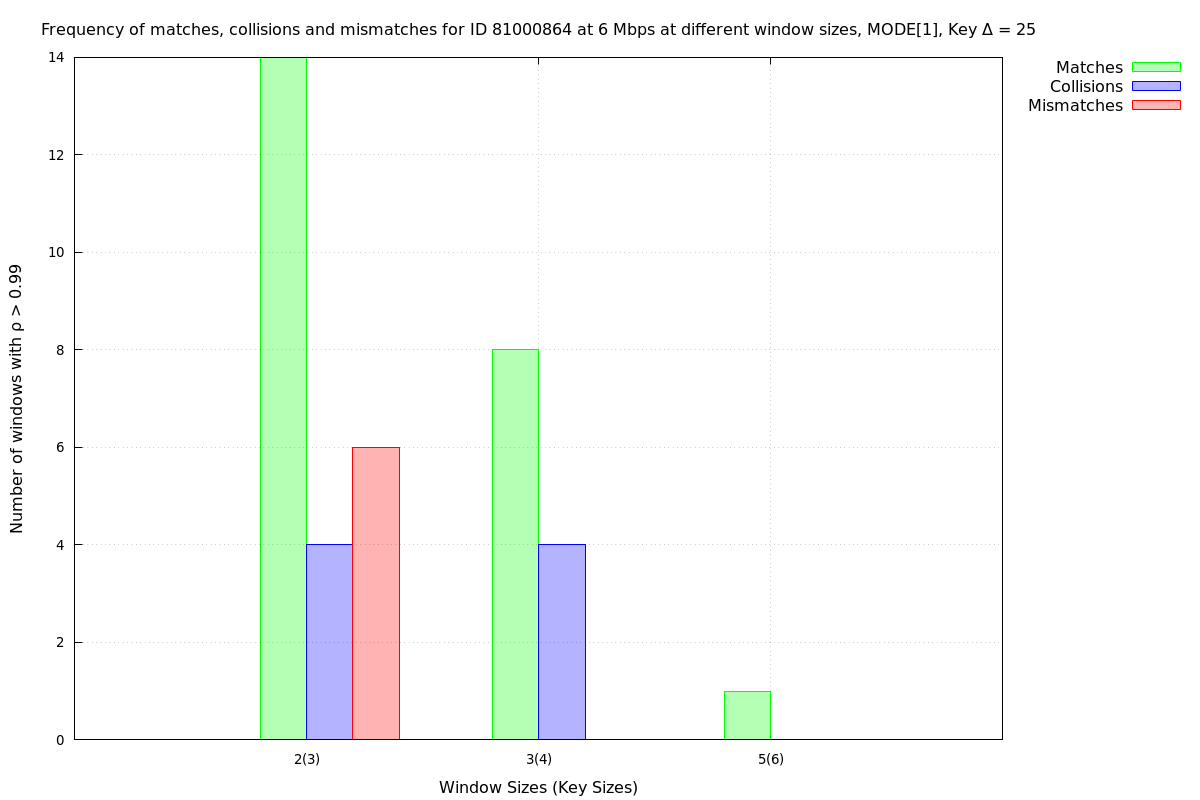 Frequency of matches, collisions and mismatches for ID 81000864 at 6 Mbps at different window sizes, MODE[1], Key Δ = 25
Matches
Collisions
Mismatches
Number of windows with ρ > 0.99
14
12
10
8
6
4
2
0
2(3)
3(4)
5(6)
Window Sizes (Key Sizes)